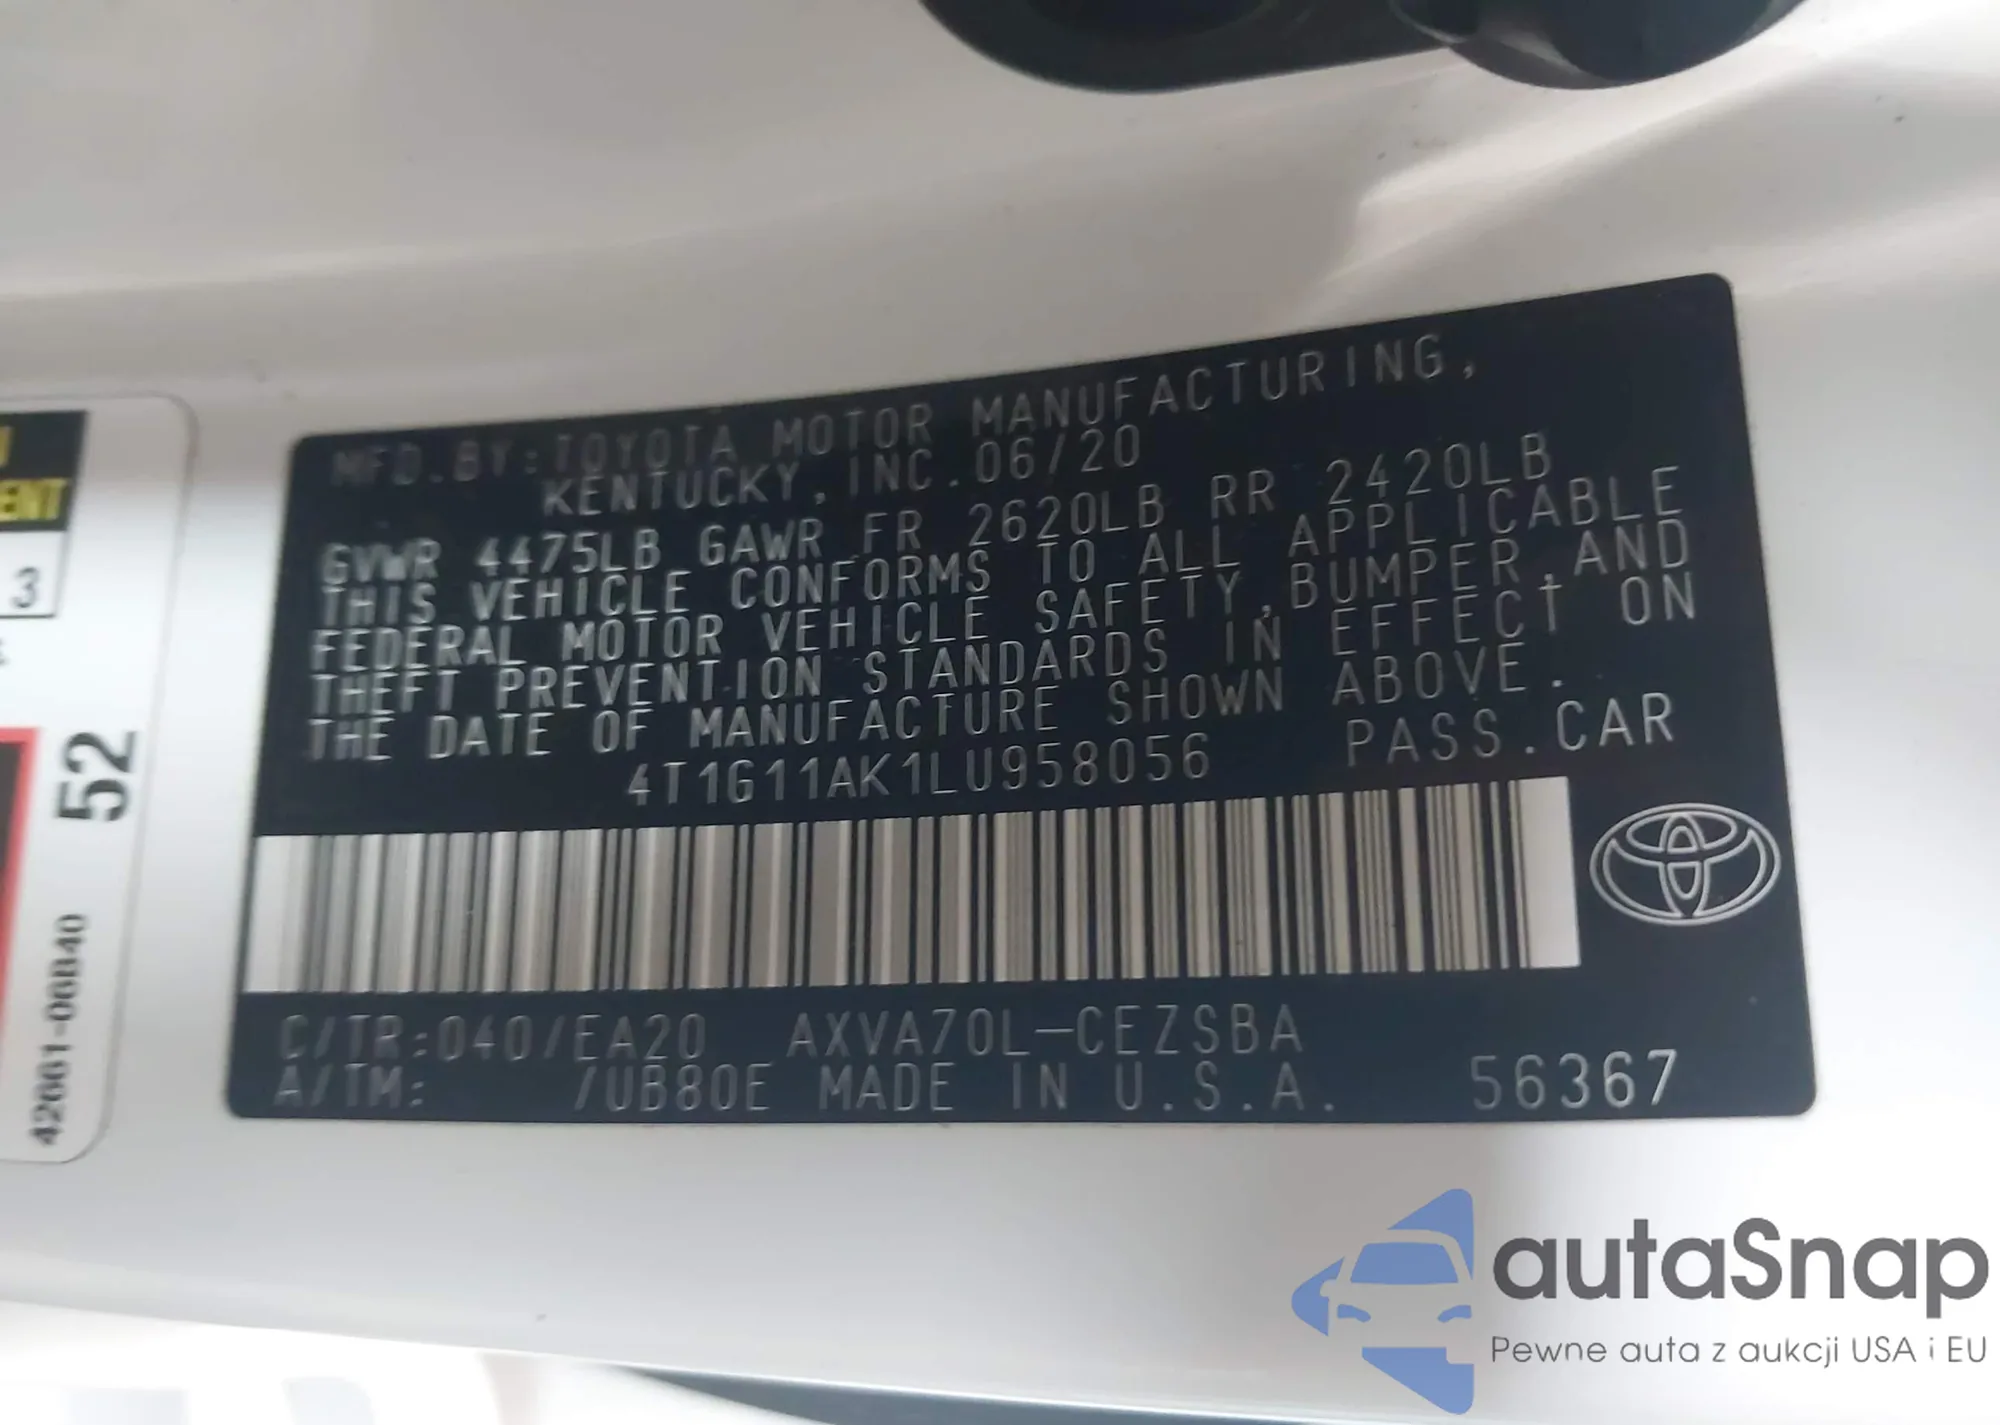 MFD.BY:TOYOTA MOTOR MANUFACTURING,
KENTUCKY,INC.06/20
GVWR 4475LB GAWR FR 2620LB RR 2420LB
THIS VEHICLE CONFORMS TO ALL APPLICABLE
FEDERAL MOTOR VEHICLE SAFETY,BUMPER,AND
THEFT PREVENTION STANDARDS IN EFFECT ON
THE DATE OF MANUFACTURE SHOWN ABOVE.
4T1G11AK1LU958056 PASS.CAR
C/TR:040/EA20 AXVA70L-CEZSBA
A/TM: /UB80E MADE IN U.S.A. 56367
ENT
3
52
42661-06B40
autaSnap
Pewne auta z aukcji USA i EU